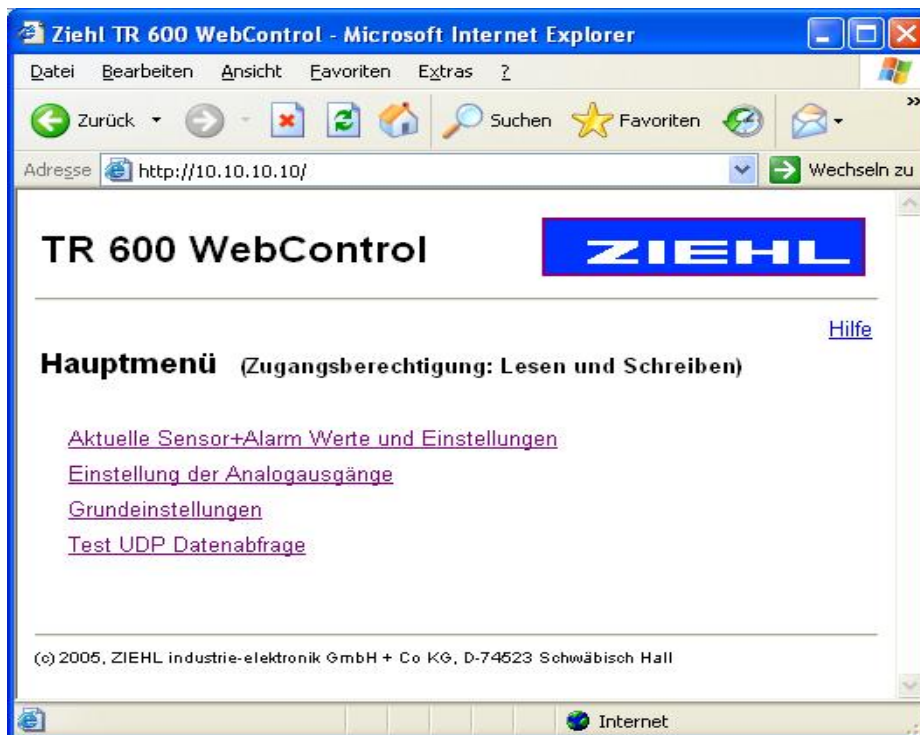 Ziehl TR 600 WebControl - Microsoft Internet Explorer
Datei Bearbeiten Ansicht Favoriten Extras ?
Zurück Suchen Favoriten »
Adresse http://10.10.10.10/ Wechseln zu
TR 600 WebControl ZIEHL
Hilfe
Hauptmenü (Zugangsberechtigung: Lesen und Schreiben)
Aktuelle Sensor+Alarm Werte und Einstellungen
Einstellung der Analogausgänge
Grundeinstellungen
Test UDP Datenabfrage
(c) 2005, ZIEHL industrie-elektronik GmbH + Co KG, D-74523 Schwäbisch Hall
Internet